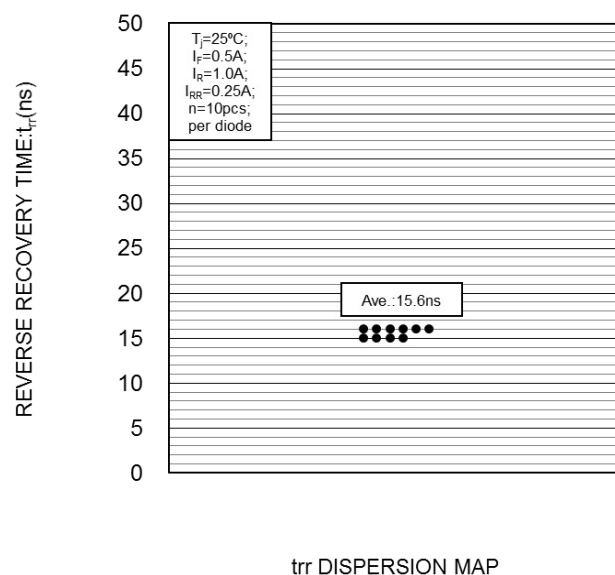 REVERSE RECOVERY TIME:trr(ns)
50
45
40
35
30
25
20
15
10
5
0
Tj=25ºC;
IF=0.5A;
IR=1.0A;
IRR=0.25A;
n=10pcs;
per diode
Ave.:15.6ns
trr DISPERSION MAP